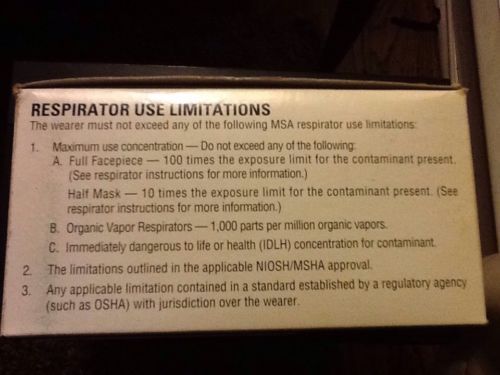 RESPIRATOR USE LIMITATIONS
The wearer must not exceed any of the following MSA respirator use limitations:
1. Maximum use concentration — Do not exceed any of the following:
A. Full Facepiece — 100 times the exposure limit for the contaminant present.
(See respirator instructions for more information.)
Half Mask — 10 times the exposure limit for the contaminant present. (See
respirator instructions for more information.)
B. Organic Vapor Respirators — 1,000 parts per million organic vapors.
C. Immediately dangerous to life or health (IDLH) concentration for contaminant.
2. The limitations outlined in the applicable NIOSH/MSHA approval.
3. Any applicable limitation contained in a standard established by a regulatory agency
(such as OSHA) with jurisdiction over the wearer.